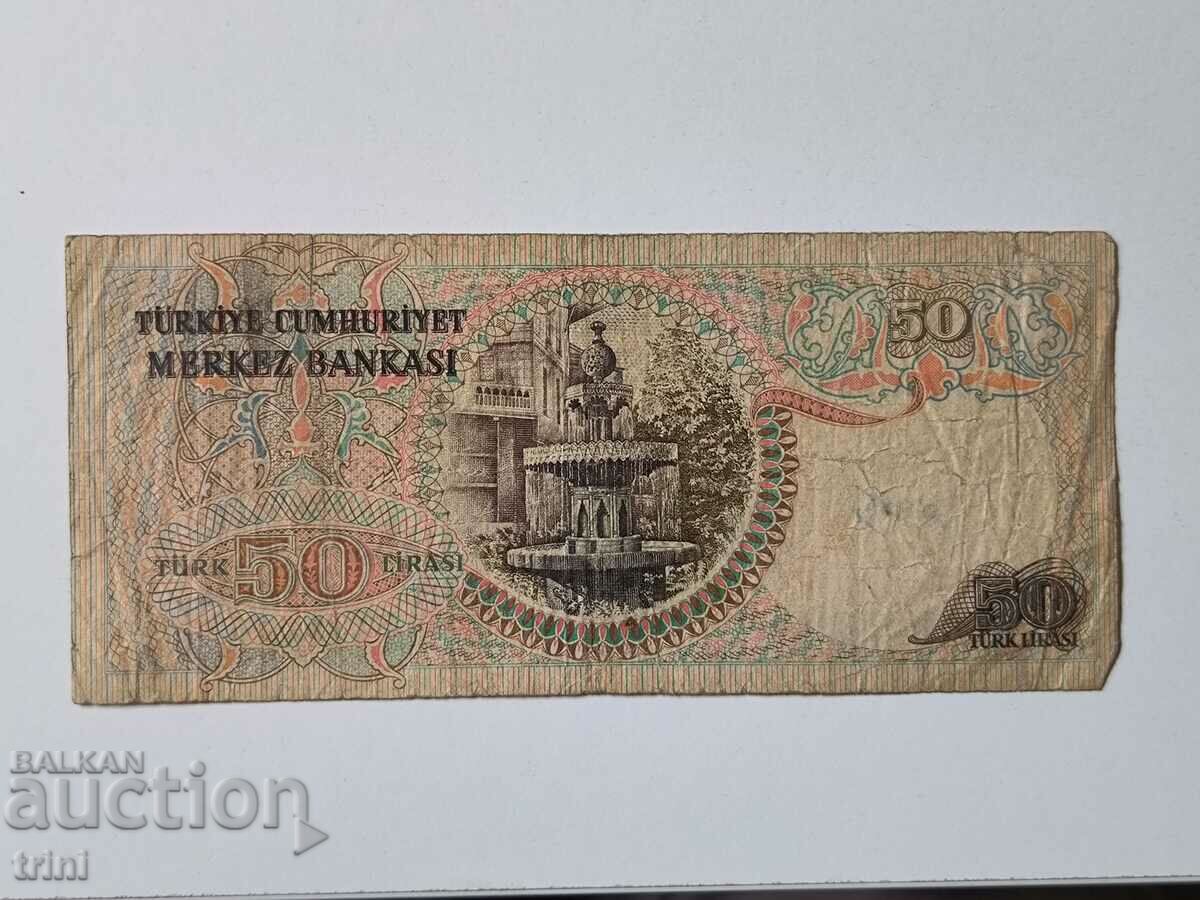 TÜRKİYE CUMHURİYET
MERKEZ BANKASI
50
TÜRK 50 LİRASI
50
TÜRK LİRASI
BALKAN
auction
trini